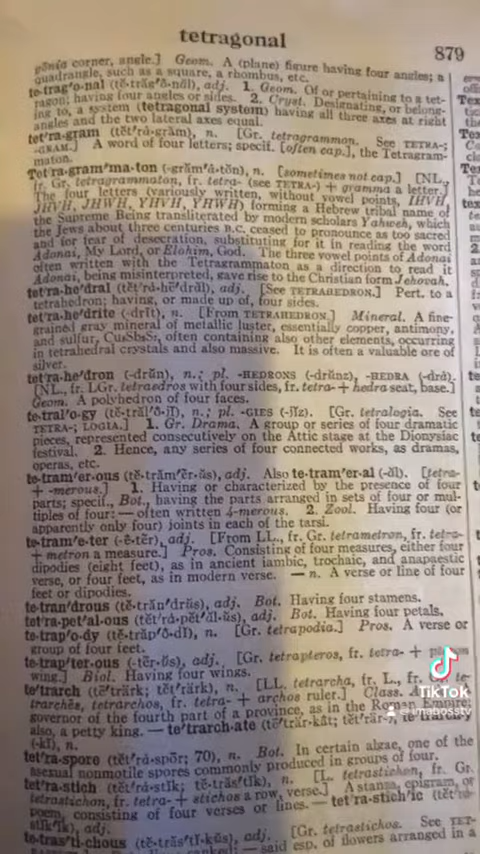 tetragonal
879
gōnia corner, angle.] Geom. A (plane) figure having four angles; a
quadrangle, such as a square, a rhombus, etc.
te-trag′o-nal (tĕ-trăg′ō-năl), adj. 1. Geom. Of or pertaining to a tet-
ragon; having four angles or sides. 2. Cryst. Designating, or belong-
ing to, a system (tetragonal system) having all three axes at right
angles and the two lateral axes equal.
tet′ra-gram (tĕt′rȧ-grăm), n. [Gr. tetragrammon. See TETRA-;
-GRAM.] A word of four letters; specif. [often cap.], the Tetragram-
maton.
Tet′ra-gram′ma-ton (-grăm′ȧ-tŏn), n. [sometimes not cap.] [NL.,
fr. Gr. tetragrammaton, fr. tetra- (see TETRA-) + gramma a letter.]
The four letters (variously written, without vowel points, IHVH,
JHVH, JHWH, YHVH, YHWH) forming a Hebrew tribal name of
the Supreme Being transliterated by modern scholars Yahweh, which
the Jews about three centuries B.C. ceased to pronounce as too sacred
and for fear of desecration, substituting for it in reading the word
Adonai, My Lord, or Elohim, God. The three vowel points of Adonai
often written with the Tetragrammaton as a direction to read it
Adonai, being misinterpreted, gave rise to the Christian form Jehovah.
tet′ra-he′dral (tĕt′rȧ-hē′drăl), adj. [See TETRAHEDRON.] Pert. to a
tetrahedron; having, or made up of, four sides.
tet′ra-he′drite (-drīt), n. [From TETRAHEDRON.] Mineral. A fine-
grained gray mineral of metallic luster, essentially copper, antimony,
and sulfur, Cu₃SbS₃, often containing also other elements, occurring
in tetrahedral crystals and also massive. It is often a valuable ore of
silver.
tet′ra-he′dron (-drŭn), n.; pl. -HEDRONS (-drŭnz), -HEDRA (-drȧ).
[NL., fr. LGr. tetraedros with four sides, fr. tetra- + hedra seat, base.]
Geom. A polyhedron of four faces.
te-tral′o-gy (tĕ-trăl′ō-jĭ), n.; pl. -GIES (-jĭz). [Gr. tetralogia. See
TETRA-; LOGIA.] 1. Gr. Drama. A group or series of four dramatic
pieces, represented consecutively on the Attic stage at the Dionysiac
festival. 2. Hence, any series of four connected works, as dramas,
operas, etc.
te-tram′er-ous (tĕ-trăm′ẽr-ŭs), adj. Also te-tram′er-al (-ăl). [tetra-
+ -merous.] 1. Having or characterized by the presence of four
parts; specif., Bot., having the parts arranged in sets of four or mul-
tiples of four; — often written 4-merous. 2. Zool. Having four (or
apparently only four) joints in each of the tarsi.
te-tram′e-ter (-ē-tẽr), adj. [From LL., fr. Gr. tetrametron, fr. tetra-
+ metron a measure.] Pros. Consisting of four measures, either four
dipodies (eight feet), as in ancient iambic, trochaic, and anapaestic
verse, or four feet, as in modern verse. — n. A verse or line of four
feet or dipodies.
te-tran′drous (tĕ-trăn′drŭs), adj. Bot. Having four stamens.
tet′ra-pet′al-ous (tĕt′rȧ-pĕt′ăl-ŭs), adj. Bot. Having four petals.
te-trap′o-dy (tĕ-trăp′ō-dĭ), n. [Gr. tetrapodia.] Pros. A verse or
group of four feet.
te-trap′ter-ous (-tẽr-ŭs), adj. [Gr. tetrapteros, fr. tetra- +
wing.] Biol. Having four wings.
te′trarch (tē′trärk; tĕt′rärk), n. [LL. tetrarcha, fr. L., fr. Gr. te-
trarchēs, tetrarchos, fr. tetra- + archos ruler.] Class.
governor of the fourth part of a province, as in the Roman Empire;
also, a petty king. — te′trarch-ate (tē′trär-kāt; tĕt′rär-), te′trarch-y
(-kĭ), n.
tet′ra-spore (tĕt′rȧ-spōr; 70), n. Bot. In certain algae, one of the
asexual nonmotile spores commonly produced in groups of four.
tet′ra-stich (tĕt′rȧ-stĭk; tĕ-trăs′tĭk), n. [L. tetrastichon, fr. Gr.
tetrastichon, fr. tetra- + stichos a row, verse.] A stanza, epigram, or
poem, consisting of four verses or lines. — tet′ra-stich′ic (tĕt′rȧ-
stĭk′ĭk), adj.
te-tras′ti-chous (tĕ-trăs′tĭ-kŭs), adj. [Gr. tetrastichos. See TET-
— said esp. of flowers arranged in a
TikTok